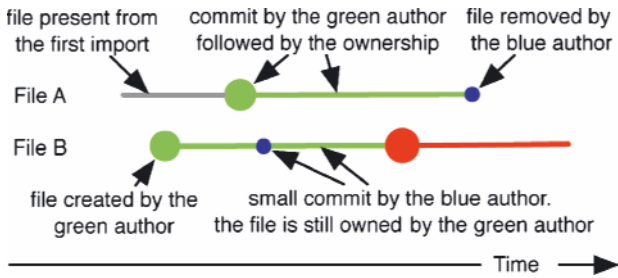 file present from
the first import
commit by the green author
followed by the ownership
file removed by
the blue author
File A
File B
file created by the
green author
small commit by the blue author.
the file is still owned by the green author
Time